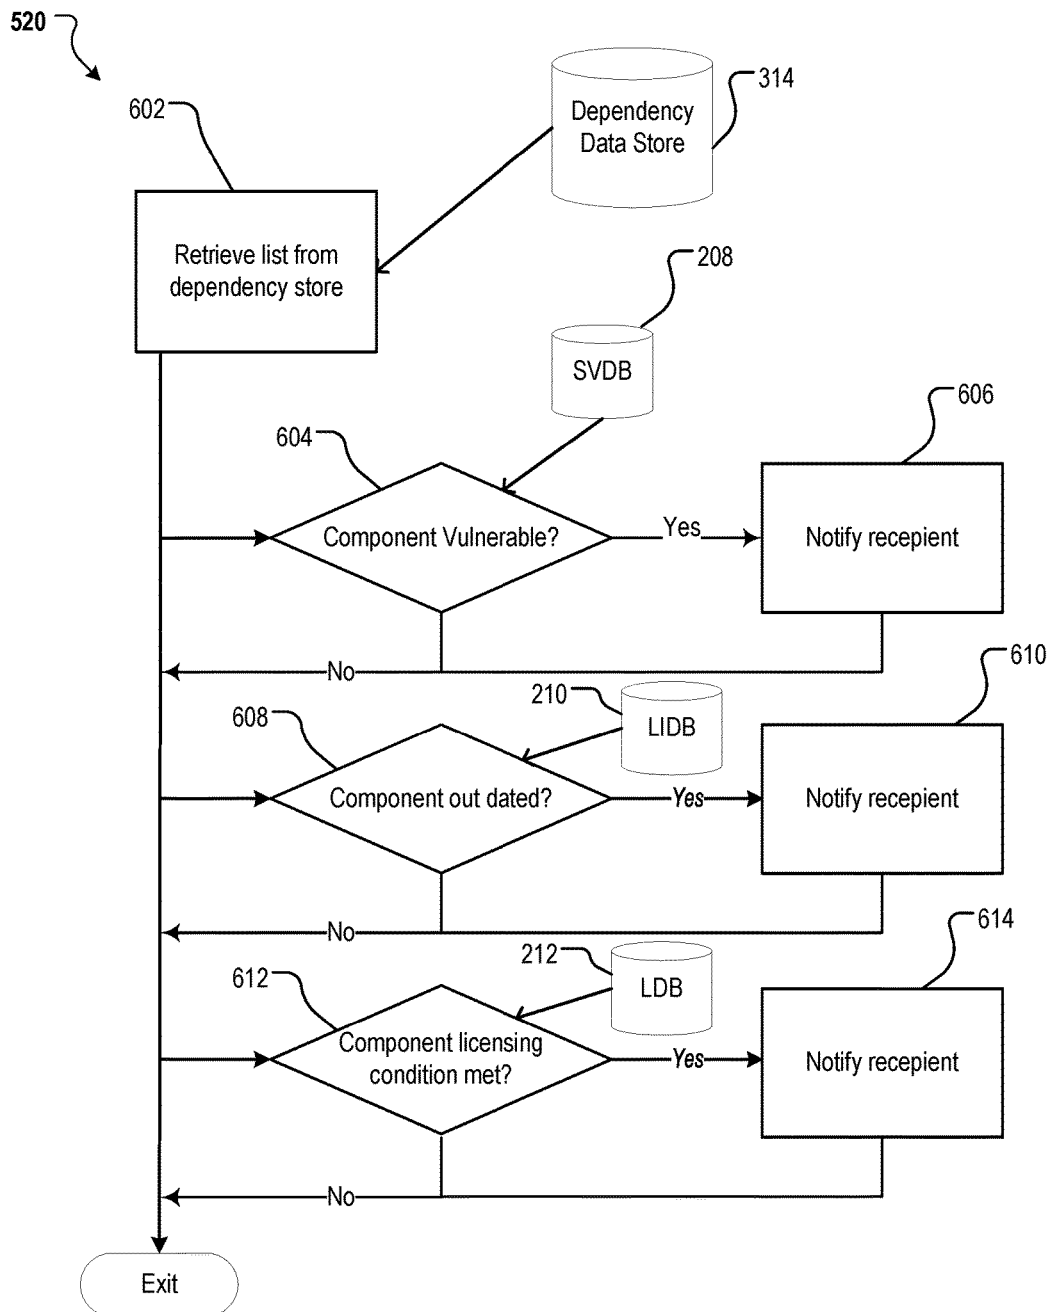 520
602
Dependency
Data Store
314
Retrieve list from
dependency store
208
SVDB
604
606
Component Vulnerable?
Yes
Notify recepient
No
210
LIDB
610
608
Component out dated?
Yes
Notify recepient
No
212
LDB
614
612
Component licensing
condition met?
Yes
Notify recepient
No
Exit